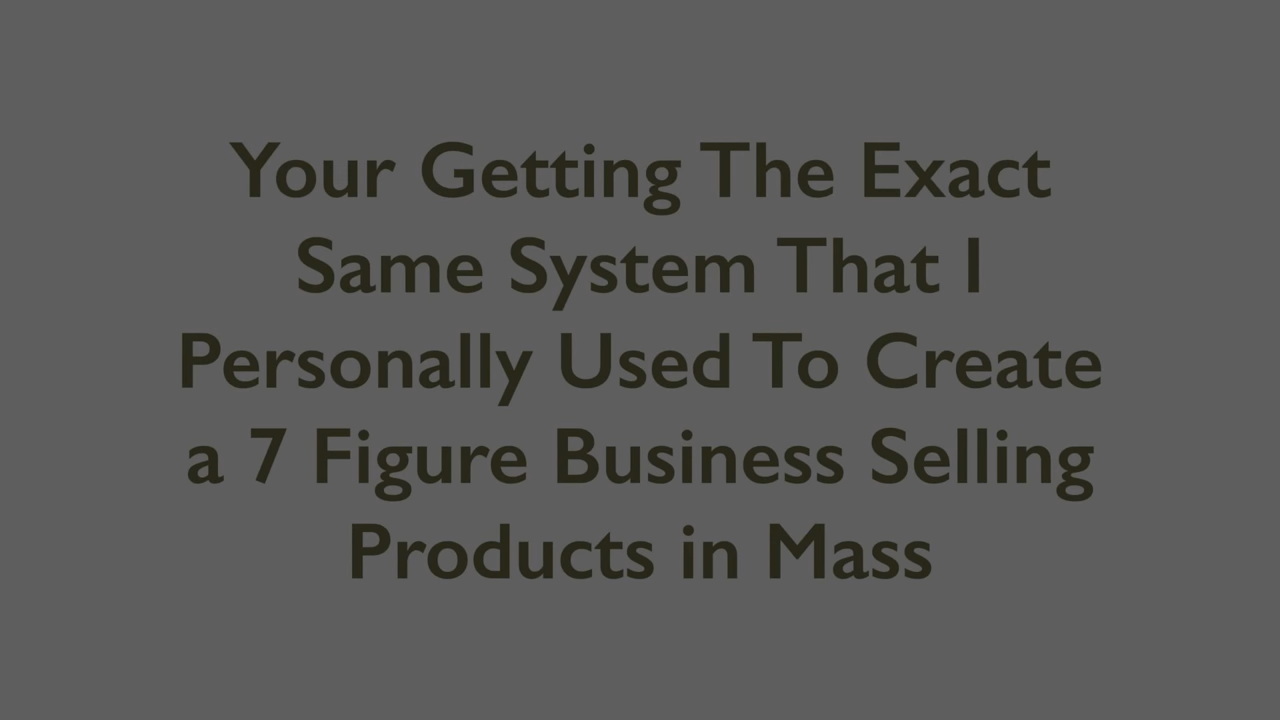 Your Getting The Exact
Same System That I
Personally Used To Create
a 7 Figure Business Selling
Products in Mass